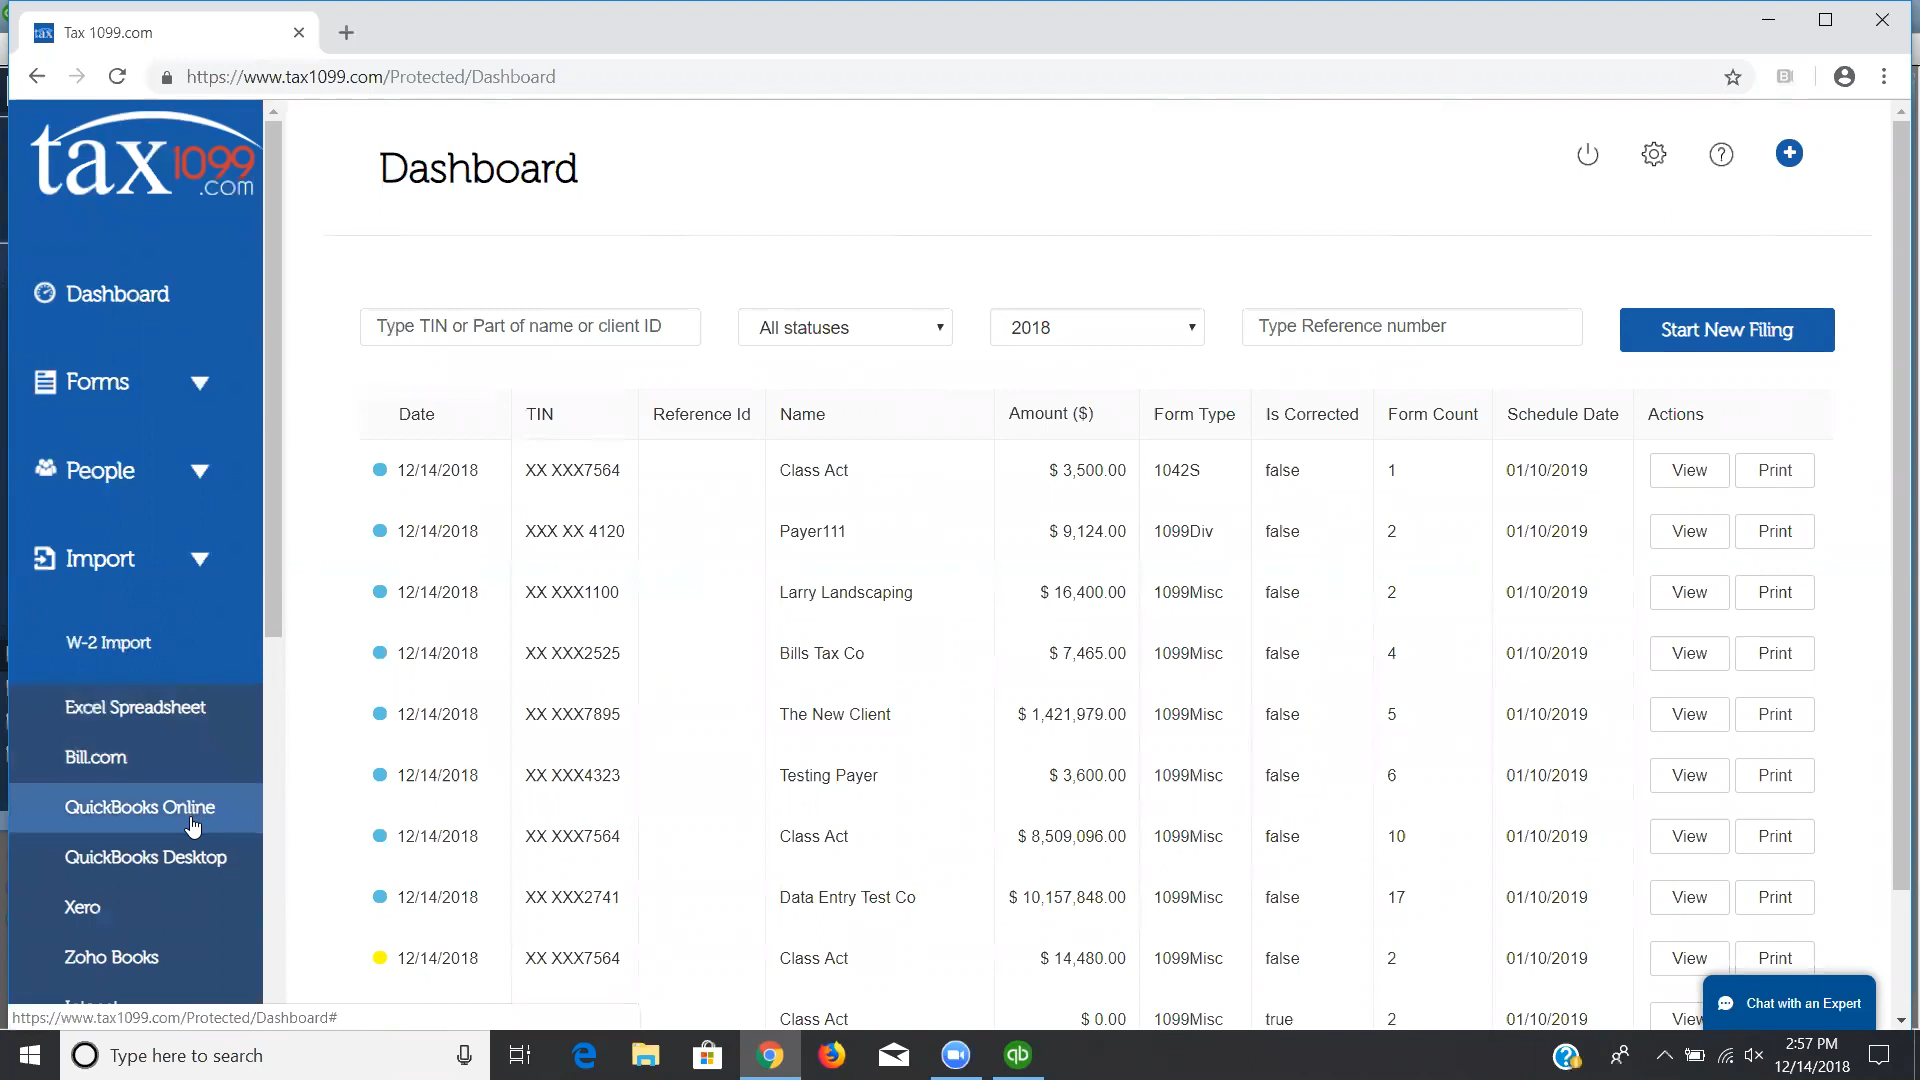 Tax 1099.com
https://www.tax1099.com/Protected/Dashboard
tax1099
.com
Dashboard
Dashboard
Forms
People
Import
W-2 Import
Excel Spreadsheet
Bill.com
QuickBooks Online
QuickBooks Desktop
Xero
Zoho Books
Type TIN or Part of name or client ID All statuses 2018 Type Reference number Start New Filing
Date TIN Reference Id Name Amount ($) Form Type Is Corrected Form Count Schedule Date Actions
12/14/2018 XX XXX7564 Class Act $ 3,500.00 1042S false 1 01/10/2019 View Print
12/14/2018 XXX XX 4120 Payer111 $ 9,124.00 1099Div false 2 01/10/2019 View Print
12/14/2018 XX XXX1100 Larry Landscaping $ 16,400.00 1099Misc false 2 01/10/2019 View Print
12/14/2018 XX XXX2525 Bills Tax Co $ 7,465.00 1099Misc false 4 01/10/2019 View Print
12/14/2018 XX XXX7895 The New Client $ 1,421,979.00 1099Misc false 5 01/10/2019 View Print
12/14/2018 XX XXX4323 Testing Payer $ 3,600.00 1099Misc false 6 01/10/2019 View Print
12/14/2018 XX XXX7564 Class Act $ 8,509,096.00 1099Misc false 10 01/10/2019 View Print
12/14/2018 XX XXX2741 Data Entry Test Co $ 10,157,848.00 1099Misc false 17 01/10/2019 View Print
12/14/2018 XX XXX7564 Class Act $ 14,480.00 1099Misc false 2 01/10/2019 View Print
Class Act $ 0.00 1099Misc true 2 01/10/2019 View
Chat with an Expert
https://www.tax1099.com/Protected/Dashboard#
Type here to search
2:57 PM
12/14/2018